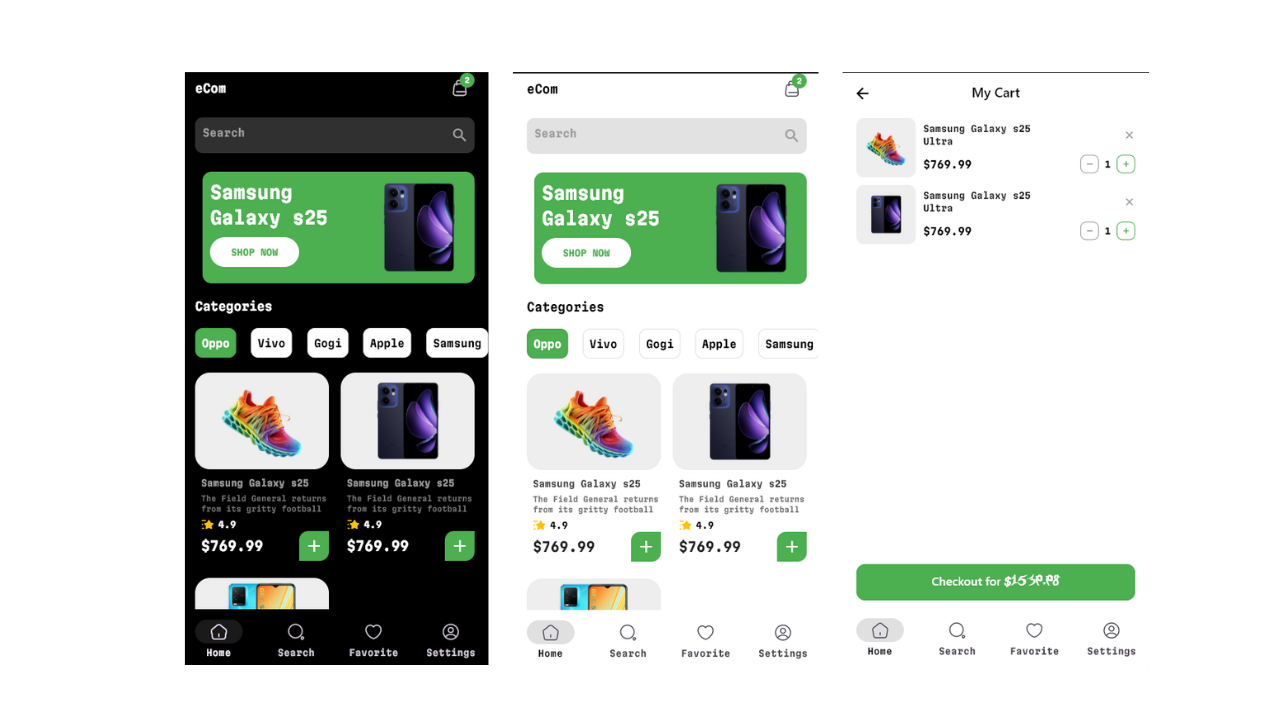 eCom
2
Search
Samsung
Galaxy s25
SHOP NOW
Categories
Oppo Vivo Gogi Apple Samsung
Samsung Galaxy s25 Samsung Galaxy s25
The Field General returns The Field General returns
from its gritty football from its gritty football
4.9 4.9
$769.99 + $769.99 +
Home Search Favorite Settings
eCom
2
Search
Samsung
Galaxy s25
SHOP NOW
Categories
Oppo Vivo Gogi Apple Samsung
Samsung Galaxy s25 Samsung Galaxy s25
The Field General returns The Field General returns
from its gritty football from its gritty football
4.9 4.9
$769.99 + $769.99 +
Home Search Favorite Settings
My Cart
Samsung Galaxy s25
Ultra
$769.99 − 1 +
Samsung Galaxy s25
Ultra
$769.99 − 1 +
Checkout for
Home Search Favorite Settings